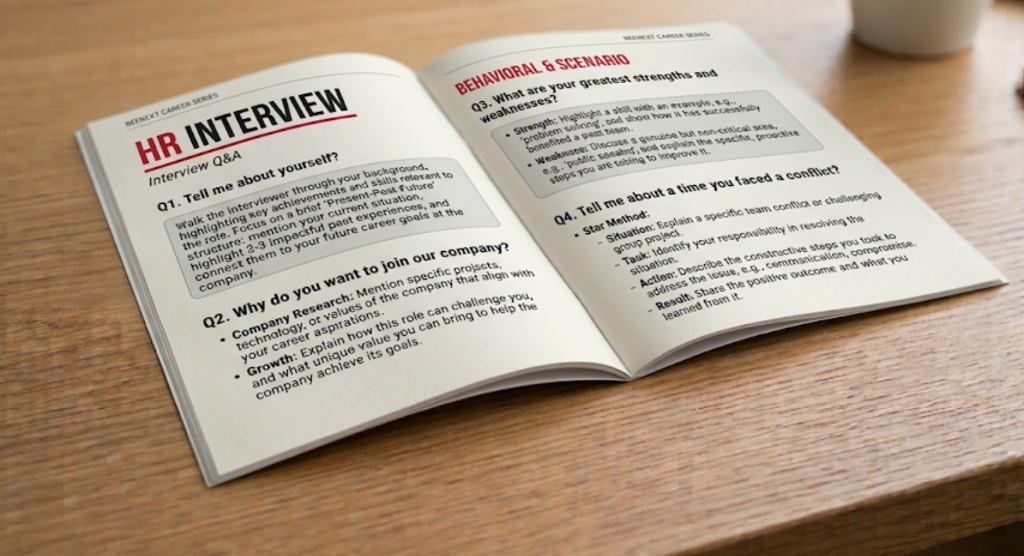 BEENEXT CAREER SERIES
HR INTERVIEW
Interview Q&A
Q1. Tell me about yourself?
Walk the interviewer through your background,
highlighting key achievements and skills relevant to
the role. Focus on a brief 'Present-Past Future'
structure: mention your current situation,
highlight 2-3 impactful past experiences, and
connect them to your future career goals at the
company.
Q2. Why do you want to join our company?
• Company Research: Mention specific projects,
technology, or values of the company that align with
your career aspirations.
• Growth: Explain how this role can challenge you,
and what unique value you can bring to help the
company achieve its goals.
BEENEXT CAREER SERIES
BEHAVIORAL & SCENARIO
Q3. What are your greatest strengths and
weaknesses?
• Strength: Highlight a skill with an example, e.g.,
'problem solving', and show how it has successfully
benefited a past team.
• Weakness: Discuss a genuine but non-critical area,
e.g. 'public speaking', and explain the specific, proactive
steps you are taking to improve it.
Q4. Tell me about a time you faced a conflict?
• Star Method:
- Situation: Explain a specific team conflict or challenging
group project.
- Task: Identify your responsibility in resolving the
situation.
- Action: Describe the constructive steps you took to
address the issue, e.g., communication, compromise.
- Result. Share the positive outcome and what you
learned from it.